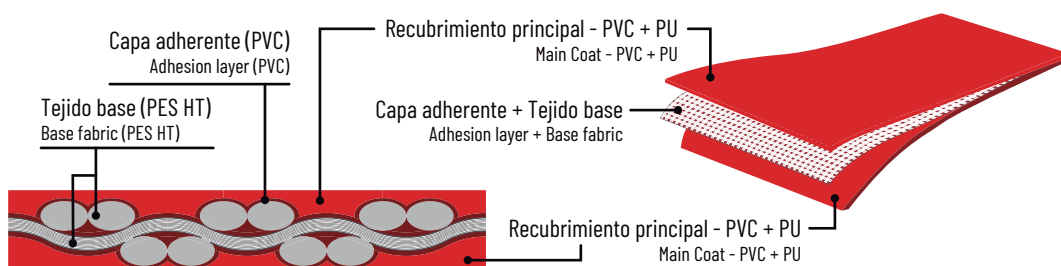 Capa adherente (PVC)
Adhesion layer (PVC)
Tejido base (PES HT)
Base fabric (PES HT)
Recubrimiento principal - PVC + PU
Main Coat - PVC + PU
Capa adherente + Tejido base
Adhesion layer + Base fabric
Recubrimiento principal - PVC + PU
Main Coat - PVC + PU